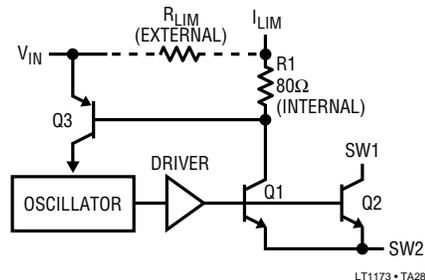 R_LIM
(EXTERNAL)
I_LIM
V_IN
R1
80Ω
(INTERNAL)
Q3
DRIVER
SW1
OSCILLATOR
Q1
Q2
SW2
LT1173 • TA28